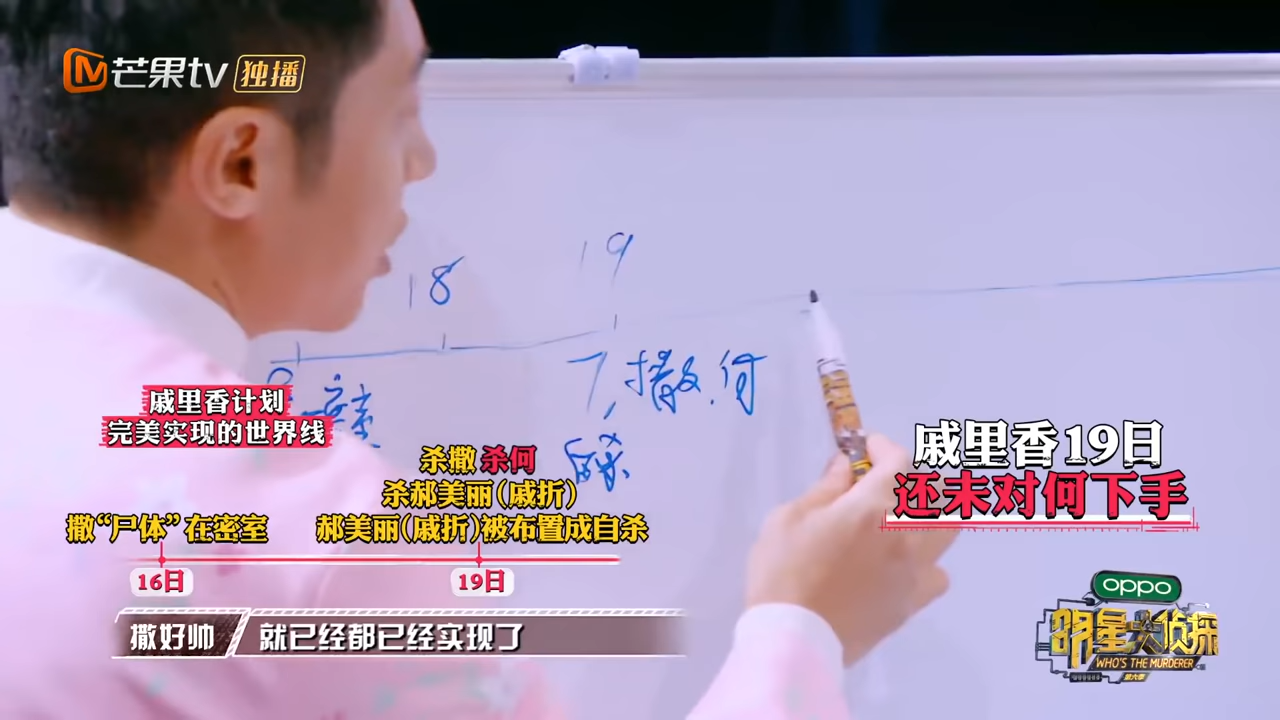 芒果tv 独播
18
19
7,撒.何
戚里香计划
完美实现的世界线
杀撒 杀何
杀郝美丽(戚折)
撒“尸体”在密室
郝美丽(戚折)被布置成自杀
16日
19日
戚里香19日
还未对何下手
撒好帅
就已经都已经实现了
oppo
明星大侦探
WHO'S THE MURDERER
第六季